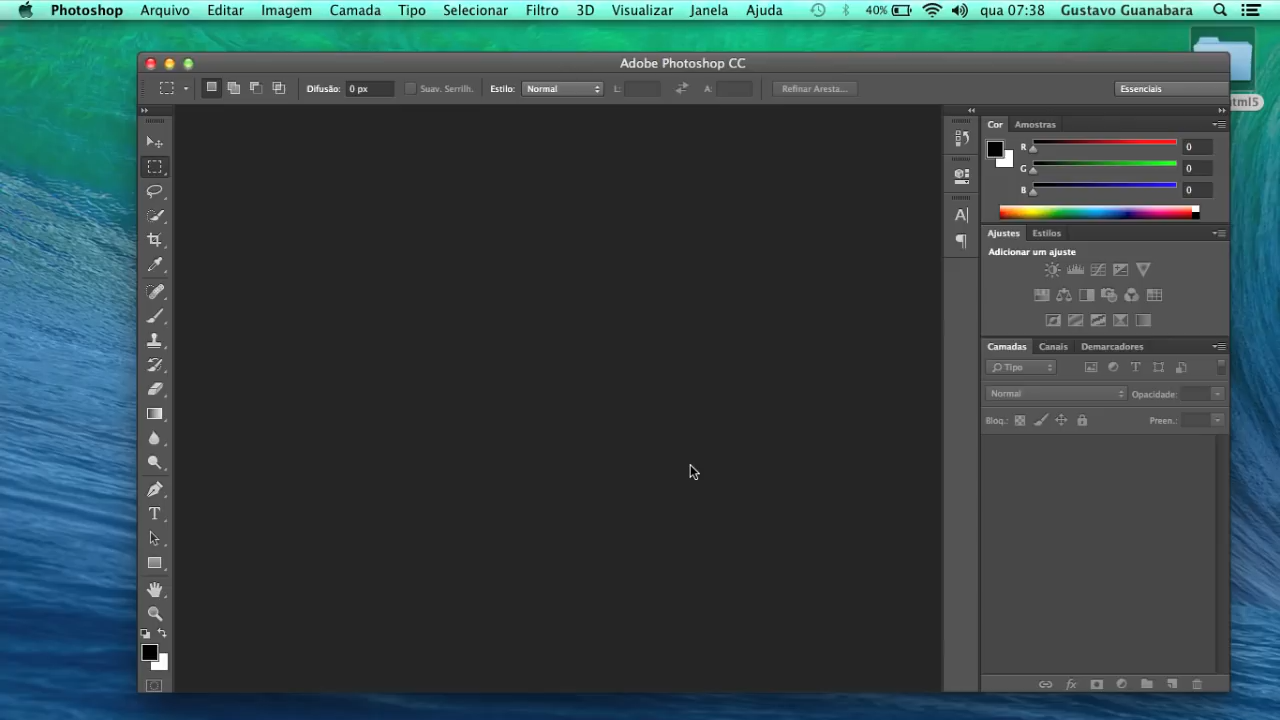 Photoshop Arquivo Editar Imagem Camada Tipo Selecionar Filtro 3D Visualizar Janela Ajuda 40% qua 07:38 Gustavo Guanabara
Adobe Photoshop CC
Difusão: 0 px Suav. Serrilh. Estilo: Normal L: A: Refinar Aresta... Essenciais
Cor Amostras
R 0
G 0
B 0
Ajustes Estilos
Adicionar um ajuste
Camadas Canais Demarcadores
Tipo
Normal Opacidade:
Bloq.: Preen.: